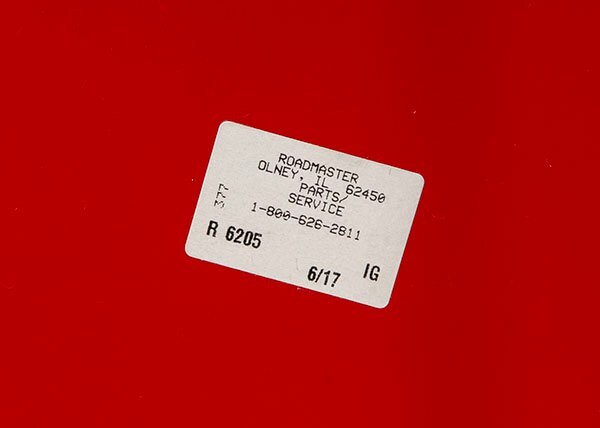 ROADMASTER
OLNEY, IL 62450
PARTS/
SERVICE
1-800-626-2811
377
R 6205
6/17 IG